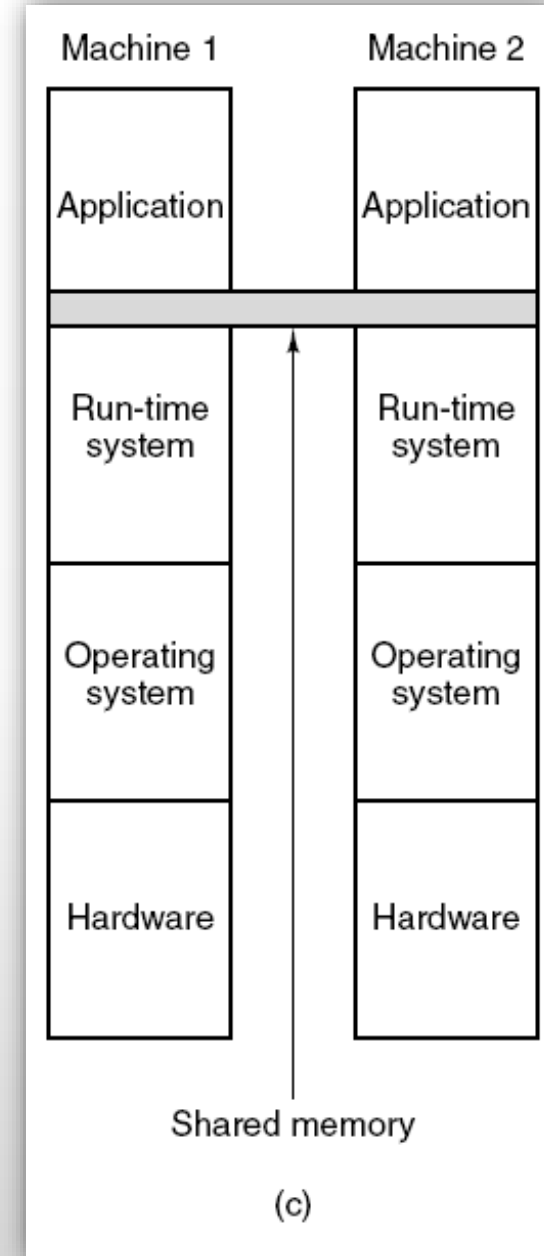 Machine 1 Machine 2
Application Application
Run-time Run-time
system system
Operating Operating
system system
Hardware Hardware
Shared memory
(c)